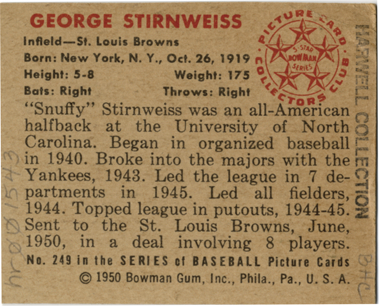 GEORGE STIRNWEISS
Infield—St. Louis Browns
Born: New York, N. Y., Oct. 26, 1919
Height: 5-8 Weight: 175
Bats: Right Throws: Right
"Snuffy" Stirnweiss was an all-American
halfback at the University of North
Carolina. Began in organized baseball
in 1940. Broke into the majors with the
Yankees, 1943. Led the league in 7 de-
partments in 1945. Led all fielders,
1944. Topped league in putouts, 1944-45.
Sent to the St. Louis Browns, June,
1950, in a deal involving 8 players.
No. 249 in the SERIES of BASEBALL Picture Cards
©1950 Bowman Gum, Inc., Phila., Pa., U. S. A.
PICTURE CARD
COLLECTORS CLUB
5 STAR
BOWMAN
SERIES
HARWELL COLLECTION